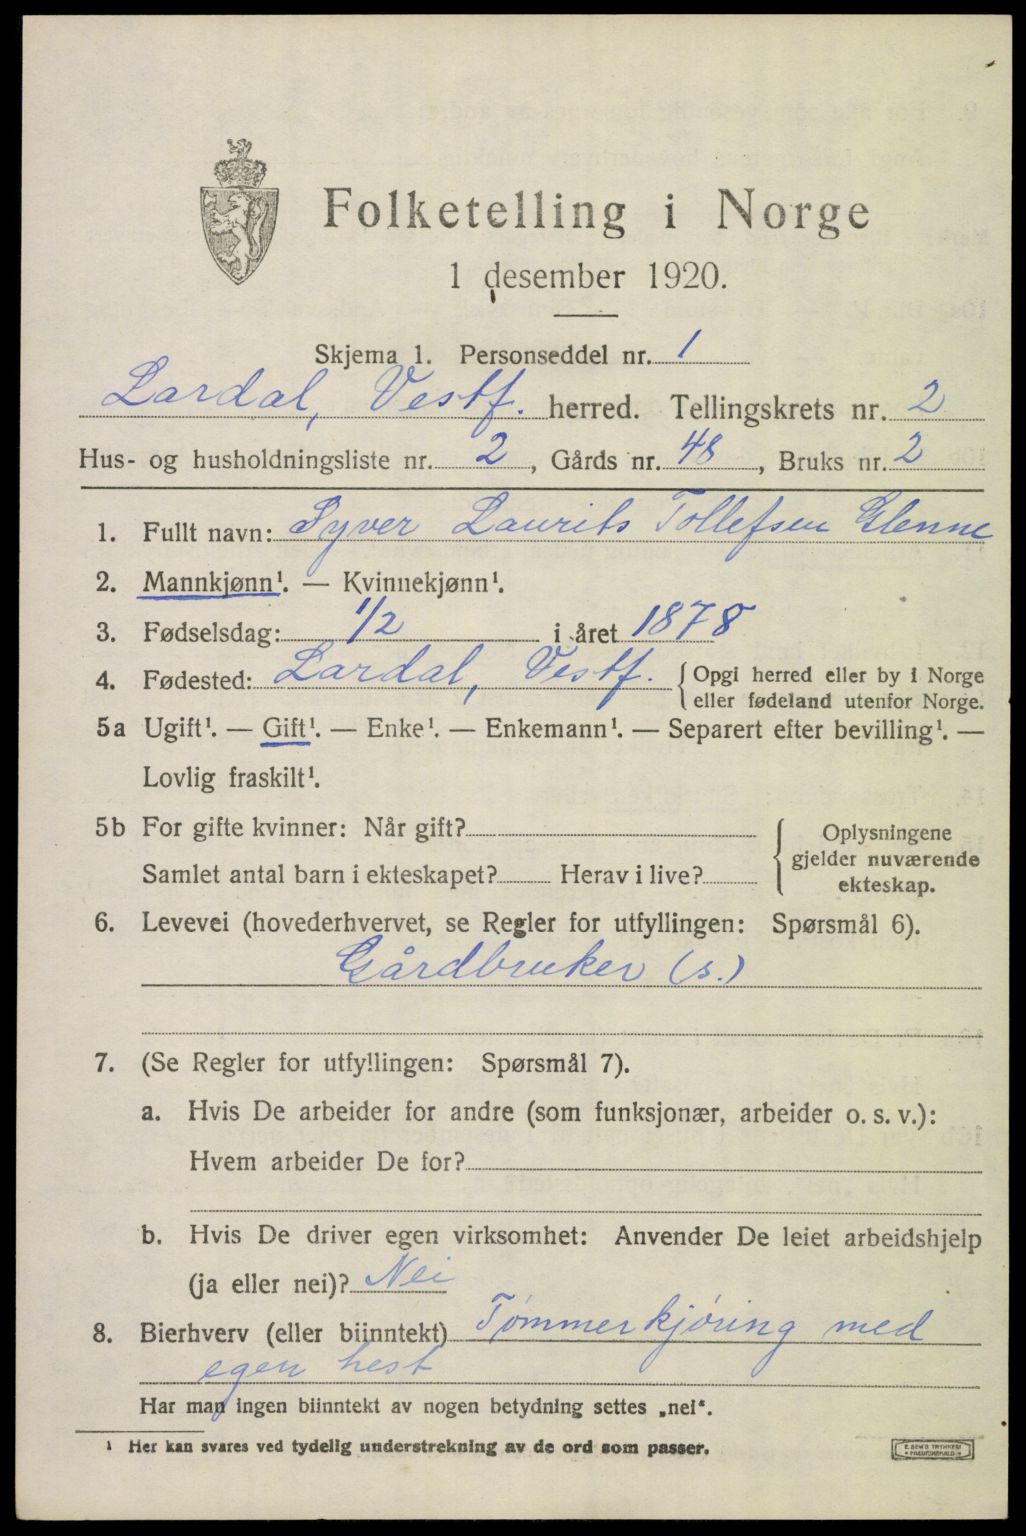 Folketelling i Norge
1 desember 1920.
Skjema 1. Personseddel nr. 1
Lardal, Vestf. herred. Tellingskrets nr. 2
Hus- og husholdningsliste nr. 2, Gårds nr. 48, Bruks nr. 2
1. Fullt navn: Syver Laurits Tollefsen Glenne
2. Mannkjønn¹. — Kvinnekjønn¹.
3. Fødselsdag: 1/2 i året 1878
4. Fødested: Lardal, Vestf. {Opgi herred eller by i Norge
eller fødeland utenfor Norge.
5a Ugift¹. — Gift¹. — Enke¹. — Enkemann¹. — Separert efter bevilling¹. —
Lovlig fraskilt¹.
5b For gifte kvinner: Når gift?
Samlet antal barn i ekteskapet? Herav i live?
Oplysningene
gjelder nuværende
ekteskap.
6. Levevei (hovederhvervet, se Regler for utfyllingen: Spørsmål 6).
Gårdbruker (s.)
7. (Se Regler for utfyllingen: Spørsmål 7).
a. Hvis De arbeider for andre (som funksjonær, arbeider o. s. v.):
Hvem arbeider De for?
b. Hvis De driver egen virksomhet: Anvender De leiet arbeidshjelp
(ja eller nei)? Nei
8. Bierhverv (eller biinntekt) Tømmerkjøring med
egen hest
Har man ingen biinntekt av nogen betydning settes „nei“.
¹ Her kan svares ved tydelig understrekning av de ord som passer.